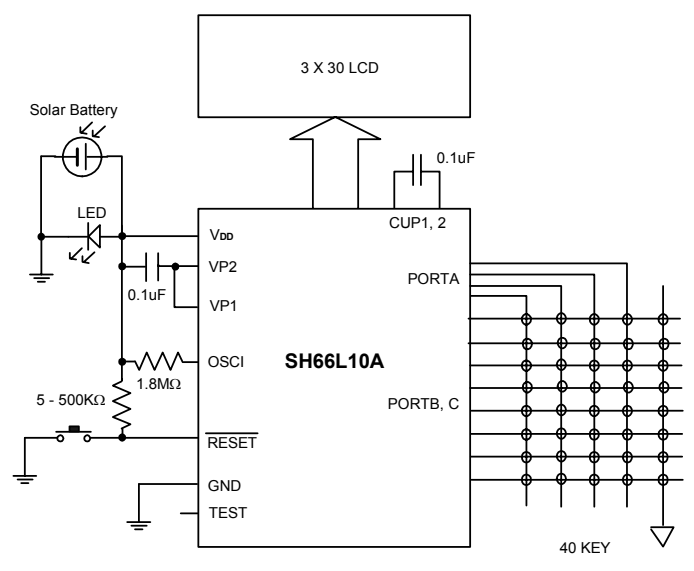 3 X 30 LCD
Solar Battery
0.1uF
LED
CUP1, 2
VDD
VP2
PORTA
0.1uF
VP1
SH66L10A
OSCI
1.8MΩ
5 - 500KΩ
PORTB, C
RESET
GND
TEST
40 KEY